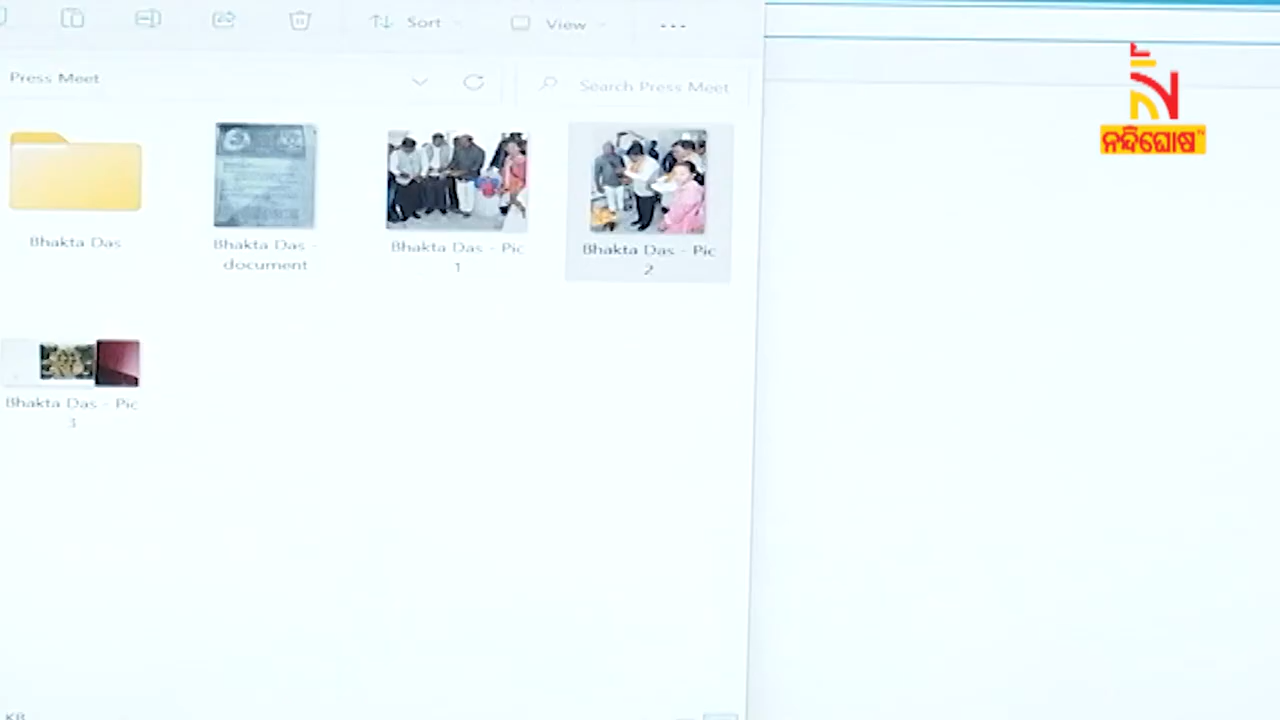 Sort
View
Press Meet
Search Press Meet
Bhakta Das
Bhakta Das -
document
Bhakta Das - Pic
1
Bhakta Das - Pic
2
Bhakta Das - Pic
3
KB
ନନ୍ଦିଘୋଷ